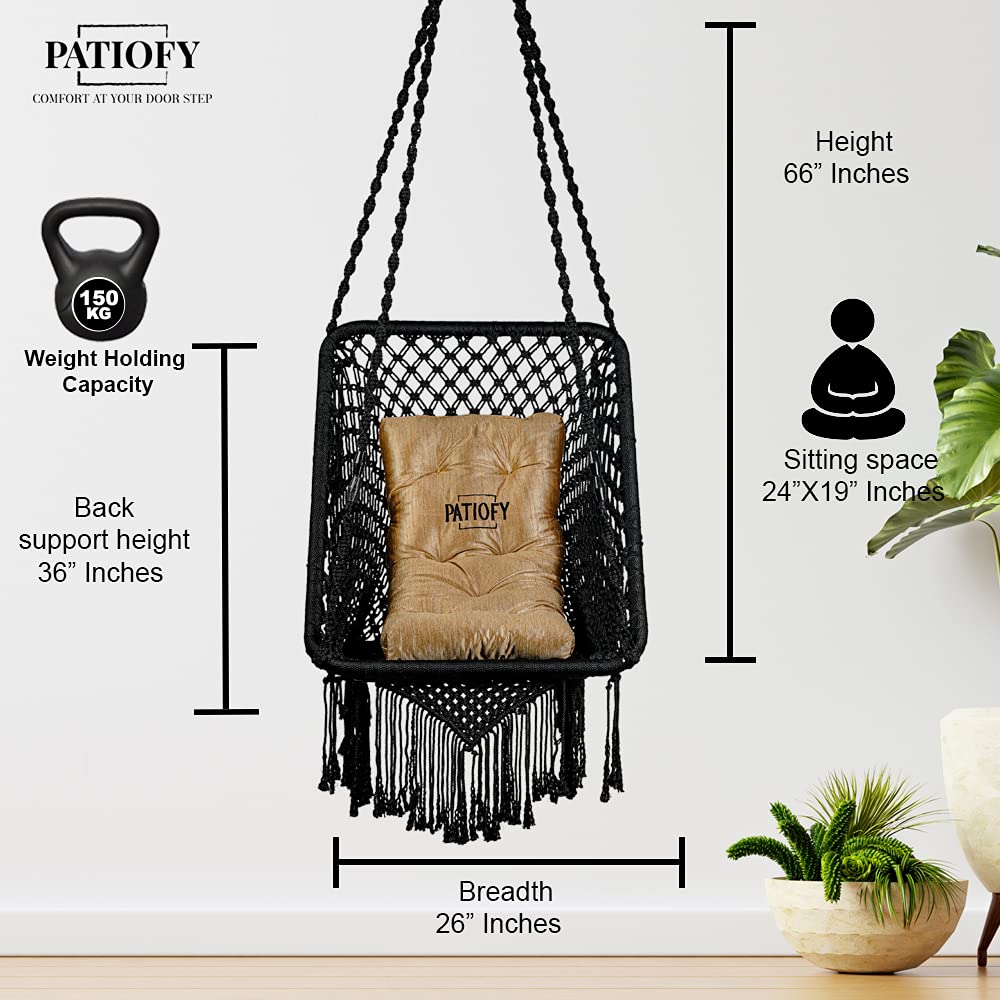 PATIOFY
COMFORT AT YOUR DOOR STEP
Height
66” Inches
150
KG
Weight Holding
Capacity
Sitting space
24”X19” Inches
Back
support height
36” Inches
PATIOFY
Breadth
26” Inches